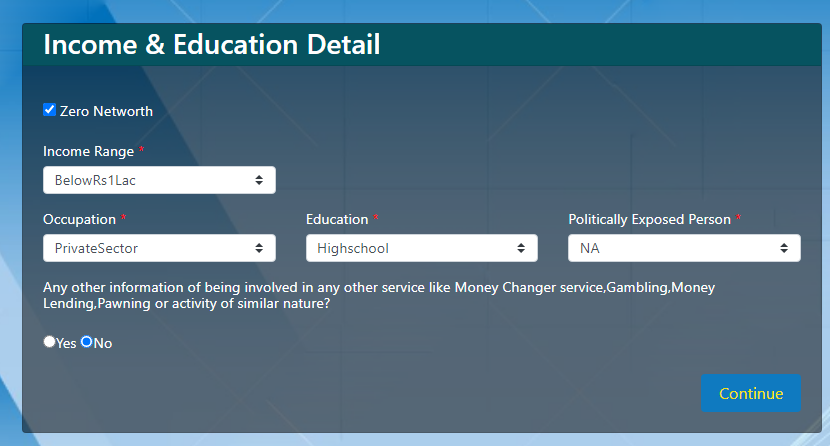 Income & Education Detail
Zero Networth
Income Range *
BelowRs1Lac
Occupation * Education * Politically Exposed Person *
PrivateSector Highschool NA
Any other information of being involved in any other service like Money Changer service,Gambling,Money
Lending,Pawning or activity of similar nature?
Yes No
Continue